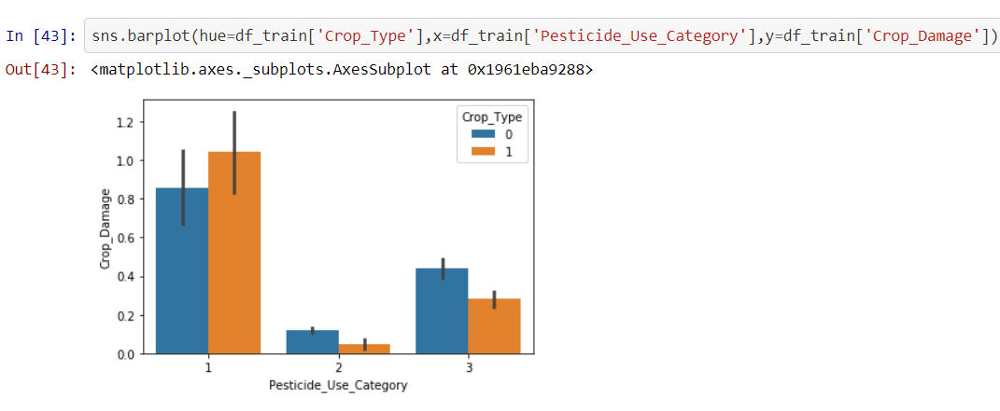 In [43]: sns.barplot(hue=df_train['Crop_Type'],x=df_train['Pesticide_Use_Category'],y=df_train['Crop_Damage'])
Out[43]: <matplotlib.axes._subplots.AxesSubplot at 0x1961eba9288>
Crop_Type
0
1
Crop_Damage
1.2
1.0
0.8
0.6
0.4
0.2
0.0
1 2 3
Pesticide_Use_Category